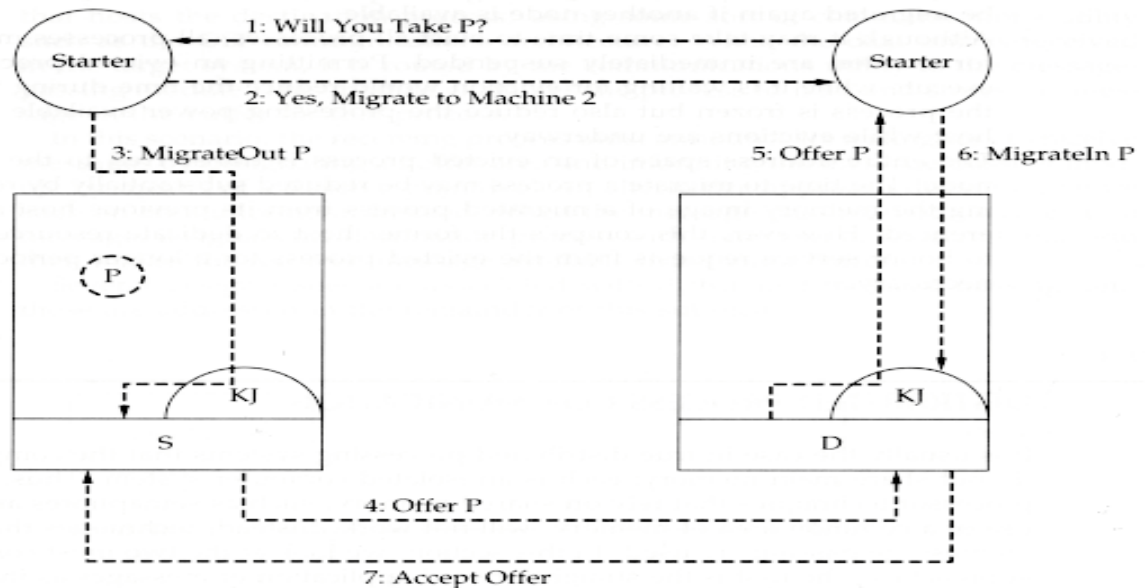 1: Will You Take P?
Starter
Starter
2: Yes, Migrate to Machine 2
3: MigrateOut P
5: Offer P
6: MigrateIn P
P
KJ
KJ
S
D
4: Offer P
7: Accept Offer